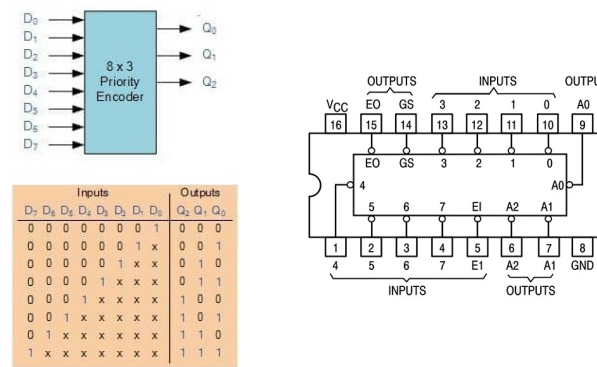 D0
D1
D2
D3
D4
D5
D6
D7
8 x 3
Priority
Encoder
Q0
Q1
Q2
Inputs Outputs
D7 D6 D5 D4 D3 D2 D1 D0 Q2 Q1 Q0
0 0 0 0 0 0 0 1 0 0 0
0 0 0 0 0 0 1 x 0 0 1
0 0 0 0 0 1 x x 0 1 0
0 0 0 0 1 x x x 0 1 1
0 0 0 1 x x x x 1 0 0
0 0 1 x x x x x 1 0 1
0 1 x x x x x x 1 1 0
1 x x x x x x x 1 1 1
OUTPUTS INPUTS OUTPU
VCC EO GS 3 2 1 0 A0
16 15 14 13 12 11 10 9
EO GS 3 2 1 0
4 A0
5 6 7 EI A2 A1
1 2 3 4 5 6 7 8
4 5 6 7 E1 A2 A1 GND
INPUTS OUTPUTS